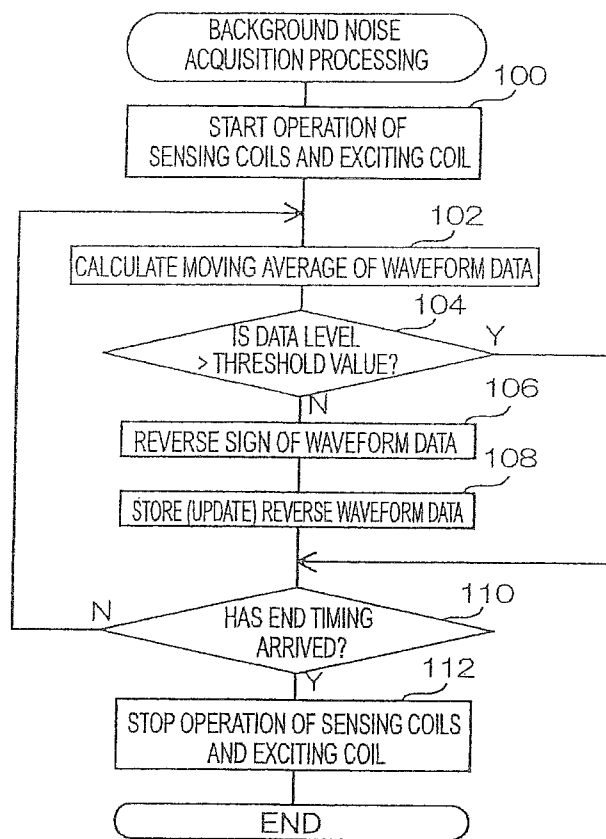 BACKGROUND NOISE
ACQUISITION PROCESSING
100
START OPERATION OF
SENSING COILS AND EXCITING COIL
102
CALCULATE MOVING AVERAGE OF WAVEFORM DATA
104
IS DATA LEVEL
> THRESHOLD VALUE?
Y
N
106
REVERSE SIGN OF WAVEFORM DATA
108
STORE (UPDATE) REVERSE WAVEFORM DATA
110
N
HAS END TIMING
ARRIVED?
Y
112
STOP OPERATION OF SENSING COILS
AND EXCITING COIL
END